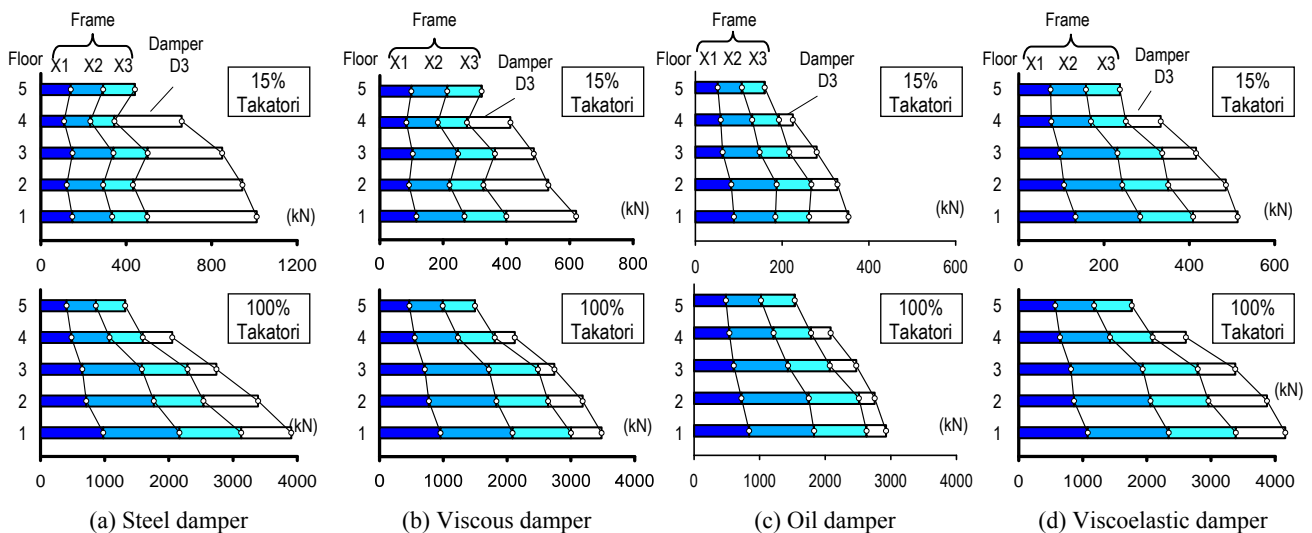 Frame
Floor X1 X2 X3 Damper D3
15% Takatori
5
4
3
2
1
(kN)
0 400 800 1200
100% Takatori
5
4
3
2
1
(kN)
0 1000 2000 3000 4000
(a) Steel damper
Frame
X1 X2 X3 Damper D3
15% Takatori
5
4
3
2
1
(kN)
0 200 400 600 800
100% Takatori
5
4
3
2
1
(kN)
0 1000 2000 3000 4000
(b) Viscous damper
Frame
Floor X1 X2 X3 Damper D3
15% Takatori
5
4
3
2
1
(kN)
0 200 400 600
100% Takatori
5
4
3
2
1
(kN)
0 1000 2000 3000 4000
(c) Oil damper
Frame
Floor X1 X2 X3 Damper D3
15% Takatori
5
4
3
2
1
(kN)
0 200 400 600
100% Takatori
5
4
3
2
1
(kN)
0 1000 2000 3000 4000
(d) Viscoelastic damper